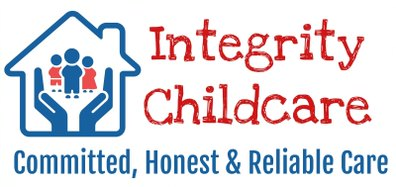 Integrity
Childcare
Committed, Honest & Reliable Care